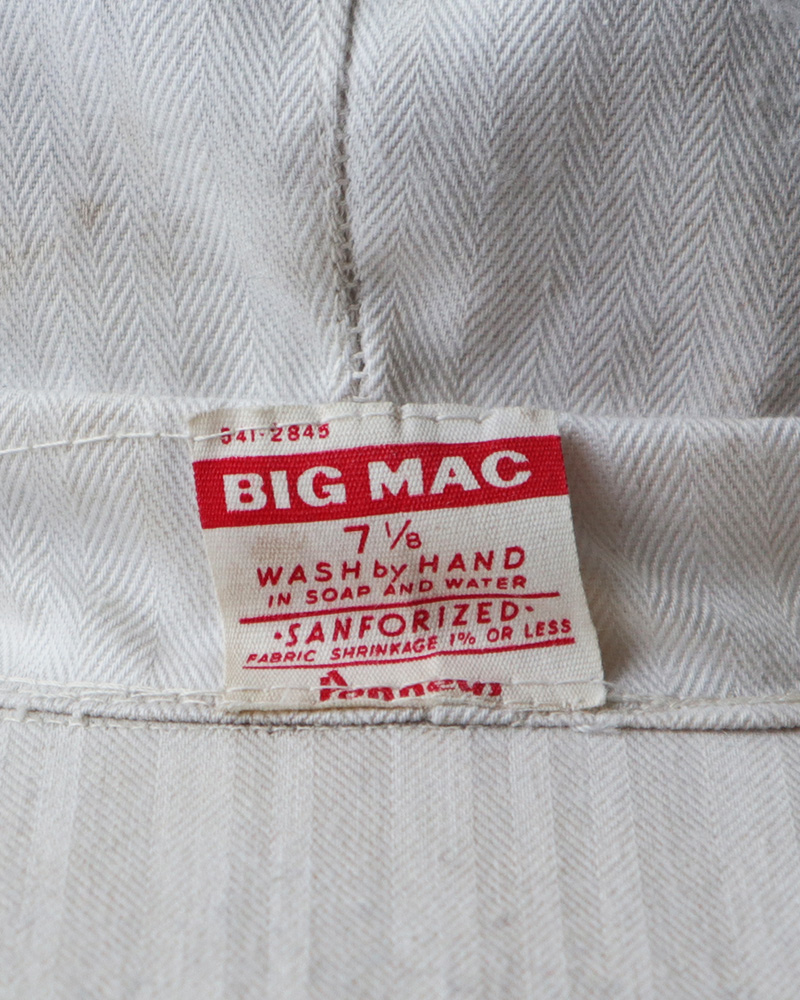 541-2845
BIG MAC
7 1/8
WASH by HAND
IN SOAP AND WATER
·SANFORIZED·
FABRIC SHRINKAGE 1% OR LESS